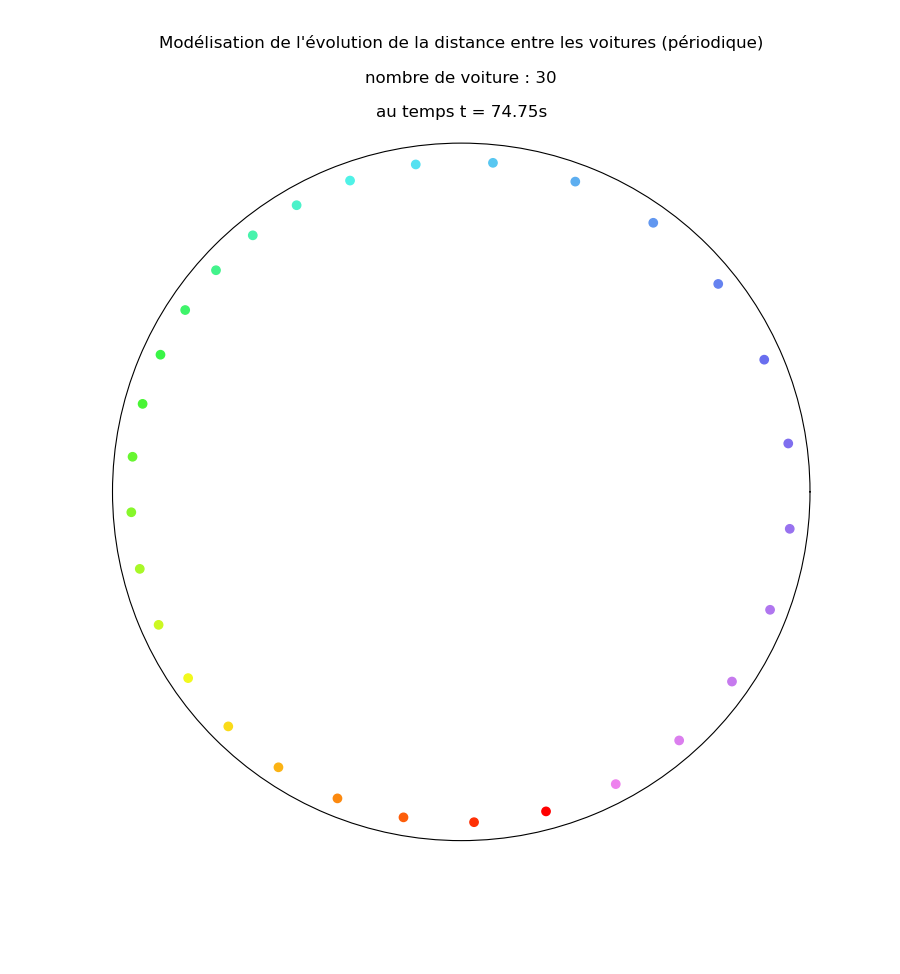 Modélisation de l'évolution de la distance entre les voitures (périodique)
nombre de voiture : 30
au temps t = 74.75s